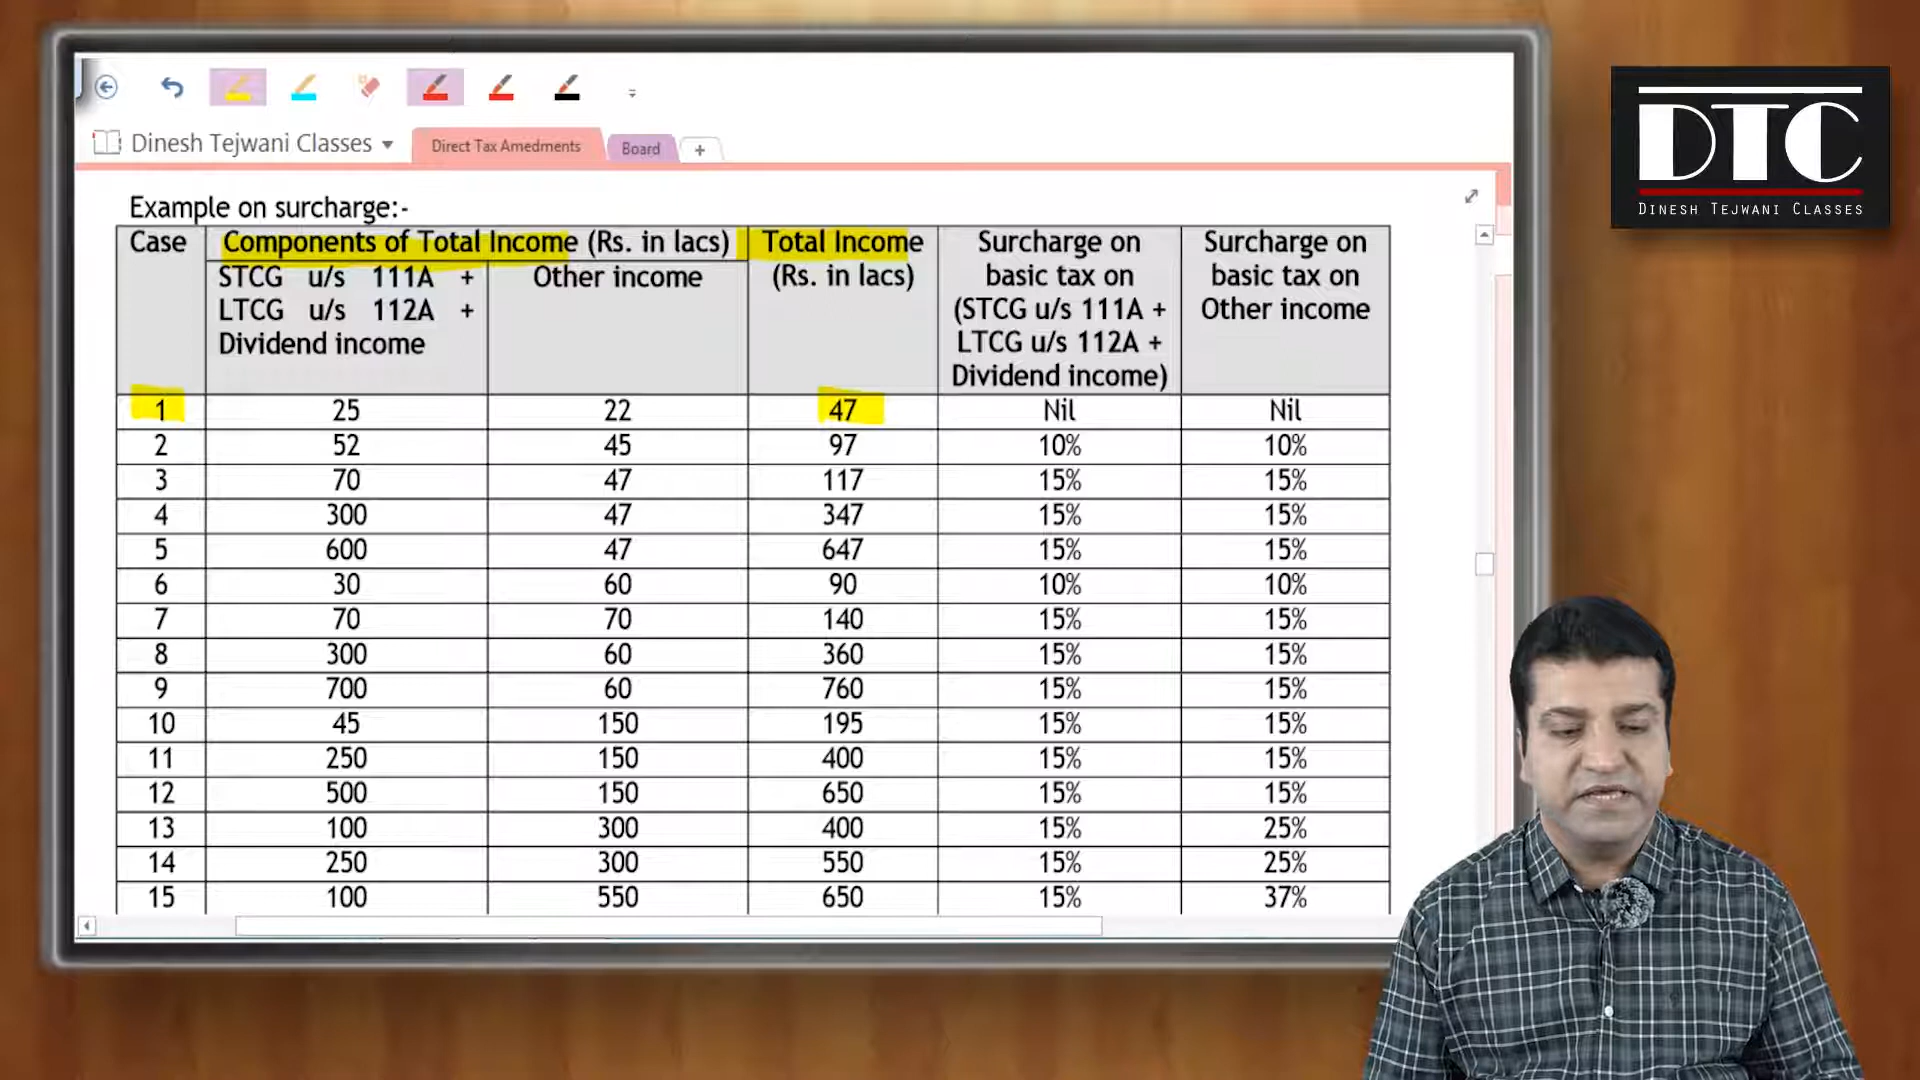 Dinesh Tejwani Classes
Direct Tax Amedments
Board
+
DTC
DINESH TEJWANI CLASSES
Example on surcharge:-
Case | Components of Total Income (Rs. in lacs) | Total Income (Rs. in lacs) | Surcharge on basic tax on (STCG u/s 111A + LTCG u/s 112A + Dividend income) | Surcharge on basic tax on Other income
STCG u/s 111A + LTCG u/s 112A + Dividend income | Other income
1 | 25 | 22 | 47 | Nil | Nil
2 | 52 | 45 | 97 | 10% | 10%
3 | 70 | 47 | 117 | 15% | 15%
4 | 300 | 47 | 347 | 15% | 15%
5 | 600 | 47 | 647 | 15% | 15%
6 | 30 | 60 | 90 | 10% | 10%
7 | 70 | 70 | 140 | 15% | 15%
8 | 300 | 60 | 360 | 15% | 15%
9 | 700 | 60 | 760 | 15% | 15%
10 | 45 | 150 | 195 | 15% | 15%
11 | 250 | 150 | 400 | 15% | 15%
12 | 500 | 150 | 650 | 15% | 15%
13 | 100 | 300 | 400 | 15% | 25%
14 | 250 | 300 | 550 | 15% | 25%
15 | 100 | 550 | 650 | 15% | 37%